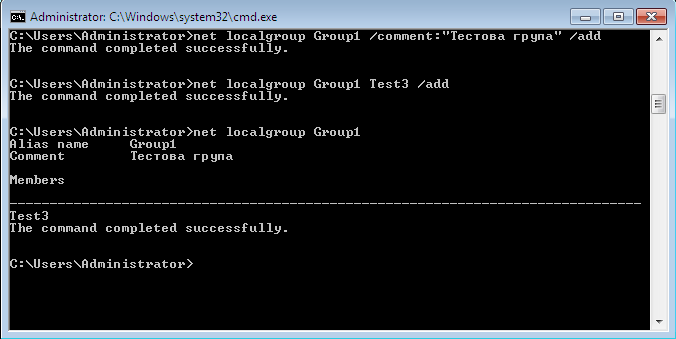 Administrator: C:\Windows\system32\cmd.exe
C:\Users\Administrator>net localgroup Group1 /comment:"Тестова група" /add
The command completed successfully.
C:\Users\Administrator>net localgroup Group1 Test3 /add
The command completed successfully.
C:\Users\Administrator>net localgroup Group1
Alias name     Group1
Comment        Тестова група
Members
-------------------------------------------------------------------------------
Test3
The command completed successfully.
C:\Users\Administrator>